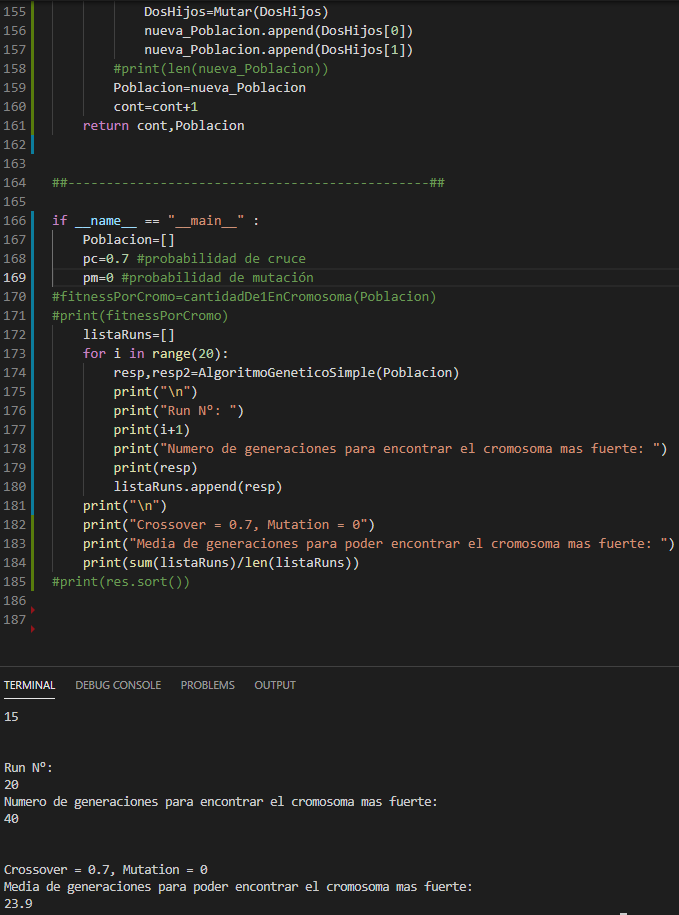 155 DosHijos=Mutar(DosHijos)
156 nueva_Poblacion.append(DosHijos[0])
157 nueva_Poblacion.append(DosHijos[1])
158 #print(len(nueva_Poblacion))
159 Poblacion=nueva_Poblacion
160 cont=cont+1
161 return cont,Poblacion
162
163
164 ##-----------------------------------------------##
165
166 if __name__ == "__main__" :
167 Poblacion=[]
168 pc=0.7 #probabilidad de cruce
169 pm=0 #probabilidad de mutación
170 #fitnessPorCromo=cantidadDe1EnCromosoma(Poblacion)
171 #print(fitnessPorCromo)
172 listaRuns=[]
173 for i in range(20):
174 resp,resp2=AlgoritmoGeneticoSimple(Poblacion)
175 print("\n")
176 print("Run Nº: ")
177 print(i+1)
178 print("Numero de generaciones para encontrar el cromosoma mas fuerte: ")
179 print(resp)
180 listaRuns.append(resp)
181 print("\n")
182 print("Crossover = 0.7, Mutation = 0")
183 print("Media de generaciones para poder encontrar el cromosoma mas fuerte: ")
184 print(sum(listaRuns)/len(listaRuns))
185 #print(res.sort())
186
187
TERMINAL DEBUG CONSOLE PROBLEMS OUTPUT
15
Run Nº:
20
Numero de generaciones para encontrar el cromosoma mas fuerte:
40
Crossover = 0.7, Mutation = 0
Media de generaciones para poder encontrar el cromosoma mas fuerte:
23.9